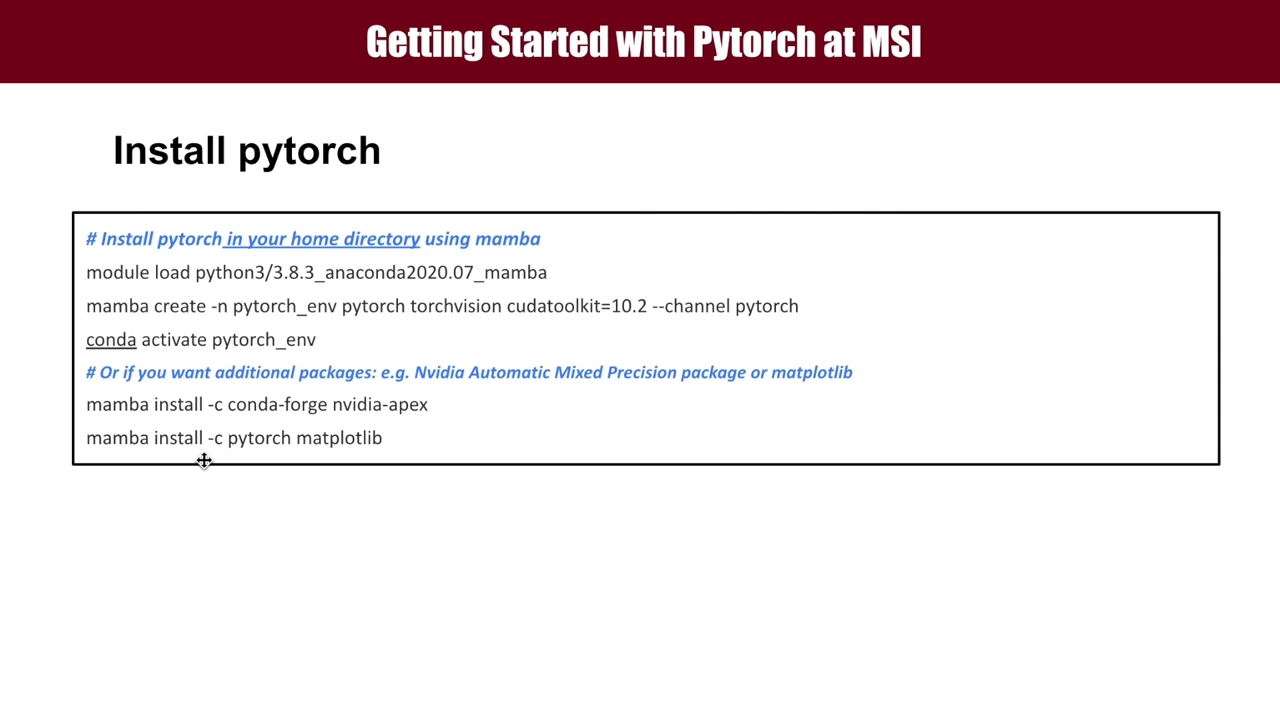 Getting Started with Pytorch at MSI
Install pytorch
# Install pytorch in your home directory using mamba
module load python3/3.8.3_anaconda2020.07_mamba
mamba create -n pytorch_env pytorch torchvision cudatoolkit=10.2 --channel pytorch
conda activate pytorch_env
# Or if you want additional packages: e.g. Nvidia Automatic Mixed Precision package or matplotlib
mamba install -c conda-forge nvidia-apex
mamba install -c pytorch matplotlib